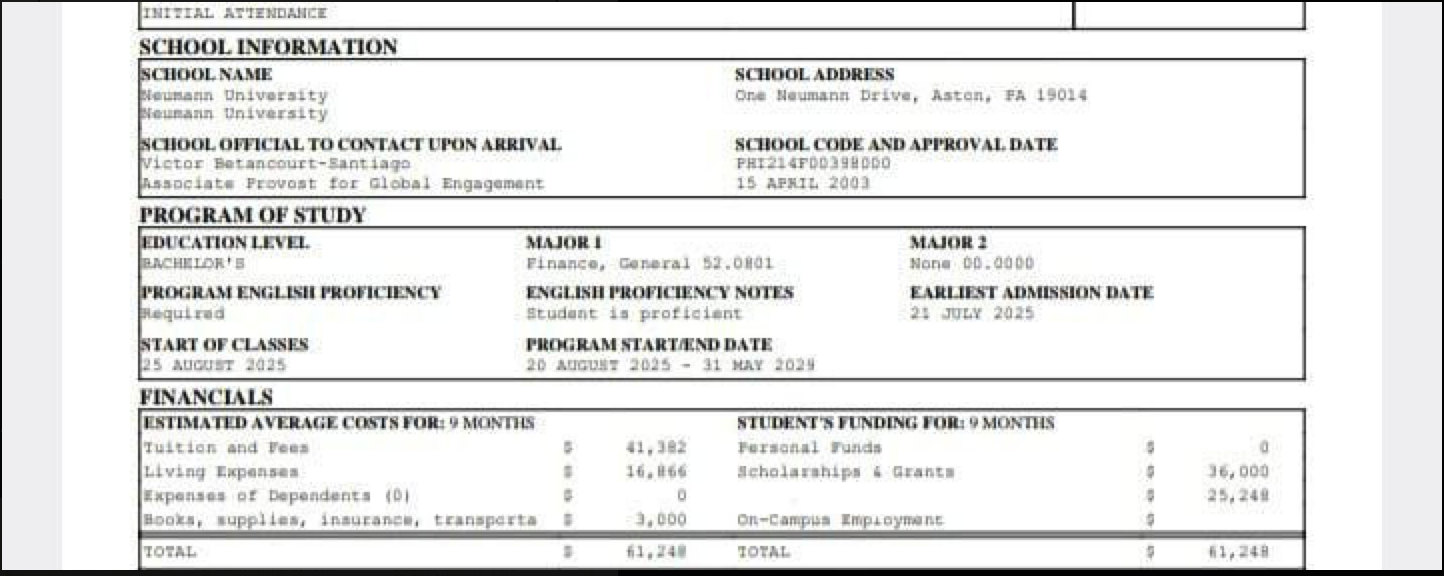 INITIAL ATTENDANCE
SCHOOL INFORMATION
SCHOOL NAME SCHOOL ADDRESS
Neumann University One Neumann Drive, Aston, PA 19014
Neumann University
SCHOOL OFFICIAL TO CONTACT UPON ARRIVAL SCHOOL CODE AND APPROVAL DATE
Victor Betancourt-Santiago PHI214F00398000
Associate Provost for Global Engagement 15 APRIL 2003
PROGRAM OF STUDY
EDUCATION LEVEL MAJOR 1 MAJOR 2
BACHELOR'S Finance, General 52.0801 None 00.0000
PROGRAM ENGLISH PROFICIENCY ENGLISH PROFICIENCY NOTES EARLIEST ADMISSION DATE
Required Student is proficient 21 JULY 2025
START OF CLASSES PROGRAM START/END DATE
25 AUGUST 2025 20 AUGUST 2025 - 31 MAY 2029
FINANCIALS
ESTIMATED AVERAGE COSTS FOR: 9 MONTHS STUDENT'S FUNDING FOR: 9 MONTHS
Tuition and Fees $ 41,382 Personal Funds $ 0
Living Expenses $ 16,866 Scholarships & Grants $ 36,000
Expenses of Dependents (0) $ 0 $ 25,248
Books, supplies, insurance, transporta $ 3,000 On-Campus Employment $
TOTAL $ 61,248 TOTAL $ 61,248